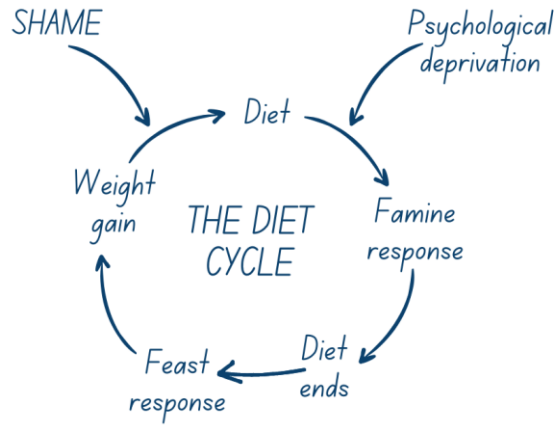 SHAME
Psychological
deprivation
Diet
Weight
gain
THE DIET
CYCLE
Famine
response
Diet
ends
Feast
response